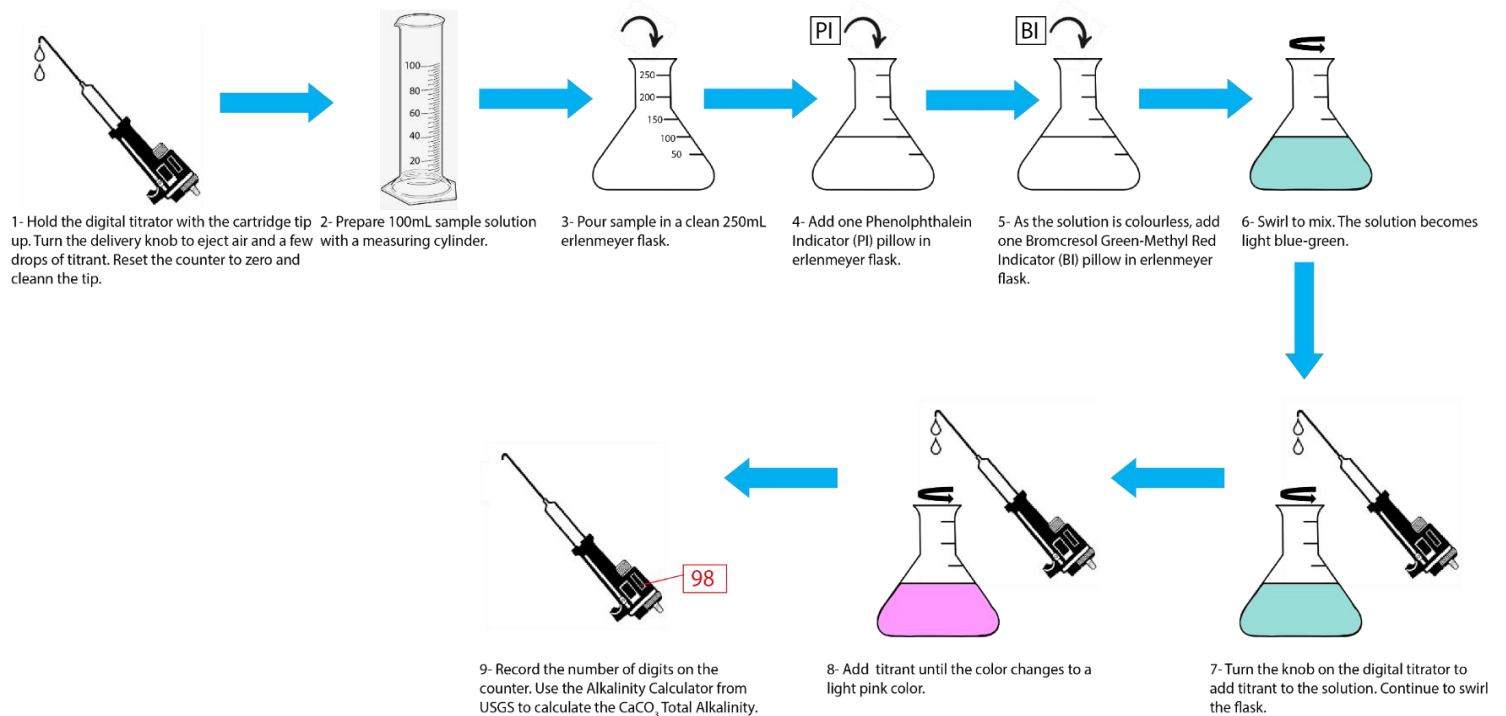 PI
BI
100
80
60
40
20
250
200
150
100
50
1- Hold the digital titrator with the cartridge tip
up. Turn the delivery knob to eject air and a few
drops of titrant. Reset the counter to zero and
cleann the tip.
2- Prepare 100mL sample solution
with a measuring cylinder.
3- Pour sample in a clean 250mL
erlenmeyer flask.
4- Add one Phenolphthalein
Indicator (PI) pillow in
erlenmeyer flask.
5- As the solution is colourless, add
one Bromcresol Green-Methyl Red
Indicator (BI) pillow in erlenmeyer
flask.
6- Swirl to mix. The solution becomes
light blue-green.
7- Turn the knob on the digital titrator to
add titrant to the solution. Continue to swirl
the flask.
8- Add titrant until the color changes to a
light pink color.
98
9- Record the number of digits on the
counter. Use the Alkalinity Calculator from
USGS to calculate the CaCO₃ Total Alkalinity.